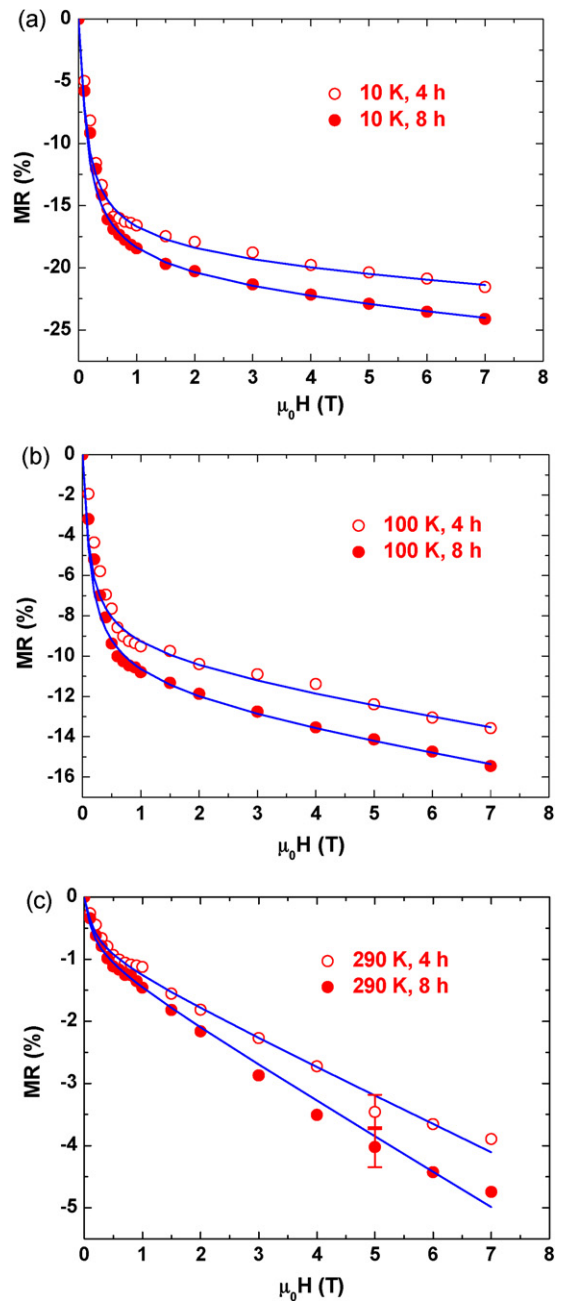 (a)
0
-5
-10
-15
-20
-25
MR (%)
10 K, 4 h
10 K, 8 h
0 1 2 3 4 5 6 7 8
μ₀H (T)
(b)
0
-2
-4
-6
-8
-10
-12
-14
-16
MR (%)
100 K, 4 h
100 K, 8 h
0 1 2 3 4 5 6 7 8
μ₀H (T)
(c)
0
-1
-2
-3
-4
-5
MR (%)
290 K, 4 h
290 K, 8 h
0 1 2 3 4 5 6 7 8
μ₀H (T)